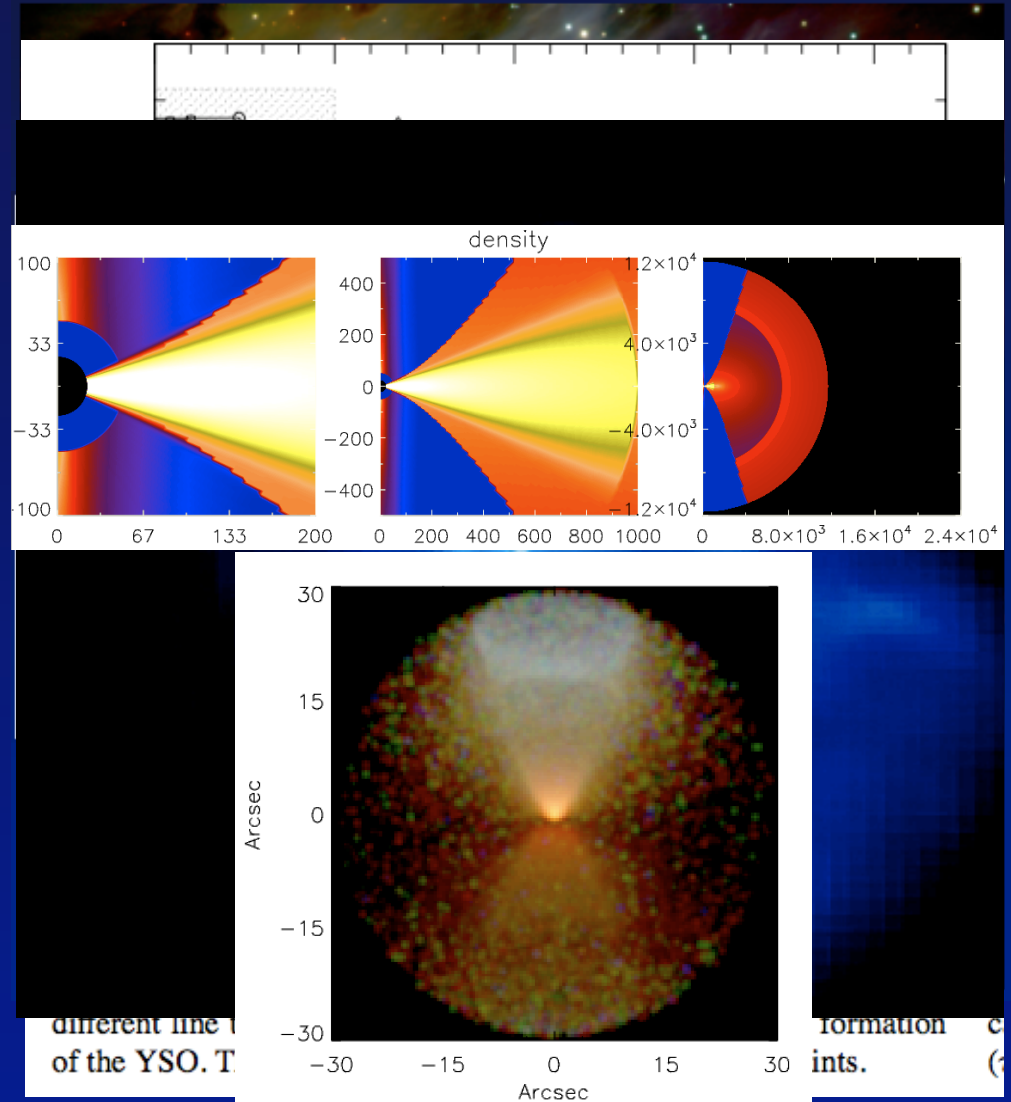 density
100
33
−33
−100
0 67 133 200
400
200
0
−200
−400
0 200 400 600 800 1000
1.2×10⁴
4.0×10³
−4.0×10³
−1.2×10⁴
0 8.0×10³ 1.6×10⁴ 2.4×10⁴
30
15
0
−15
−30
Arcsec
−30 −15 0 15 30
Arcsec
different line
formation
of the YSO.